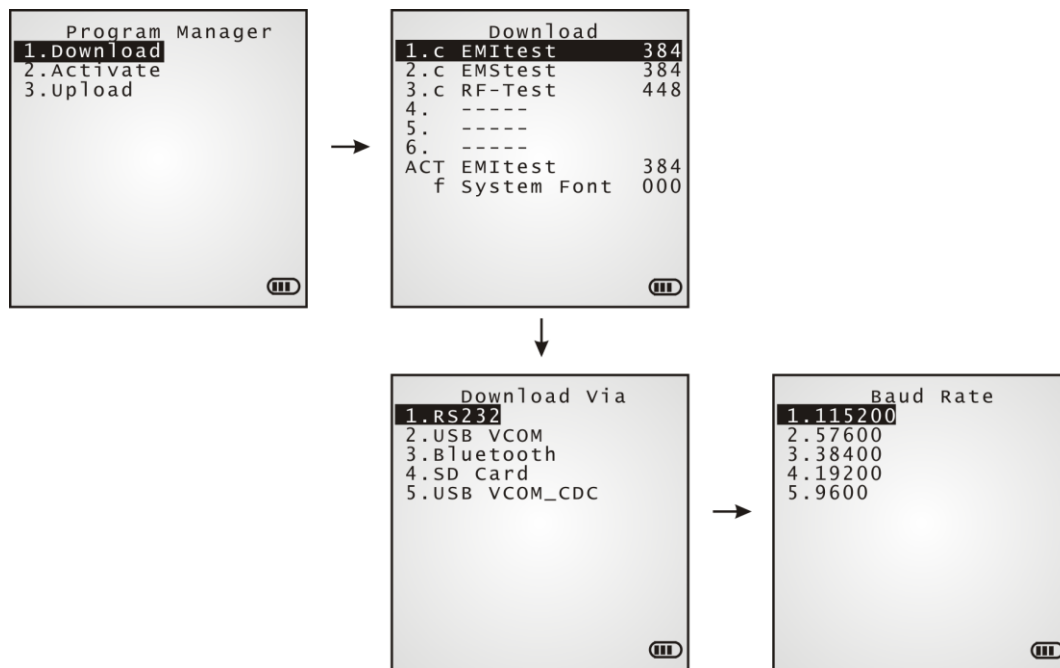 Program Manager
1.Download
2.Activate
3.Upload
Download
1.c EMItest 384
2.c EMStest 384
3.c RF-Test 448
4. -----
5. -----
6. -----
ACT EMItest 384
f System Font 000
Download Via
1.RS232
2.USB VCOM
3.Bluetooth
4.SD Card
5.USB VCOM_CDC
Baud Rate
1.115200
2.57600
3.38400
4.19200
5.9600